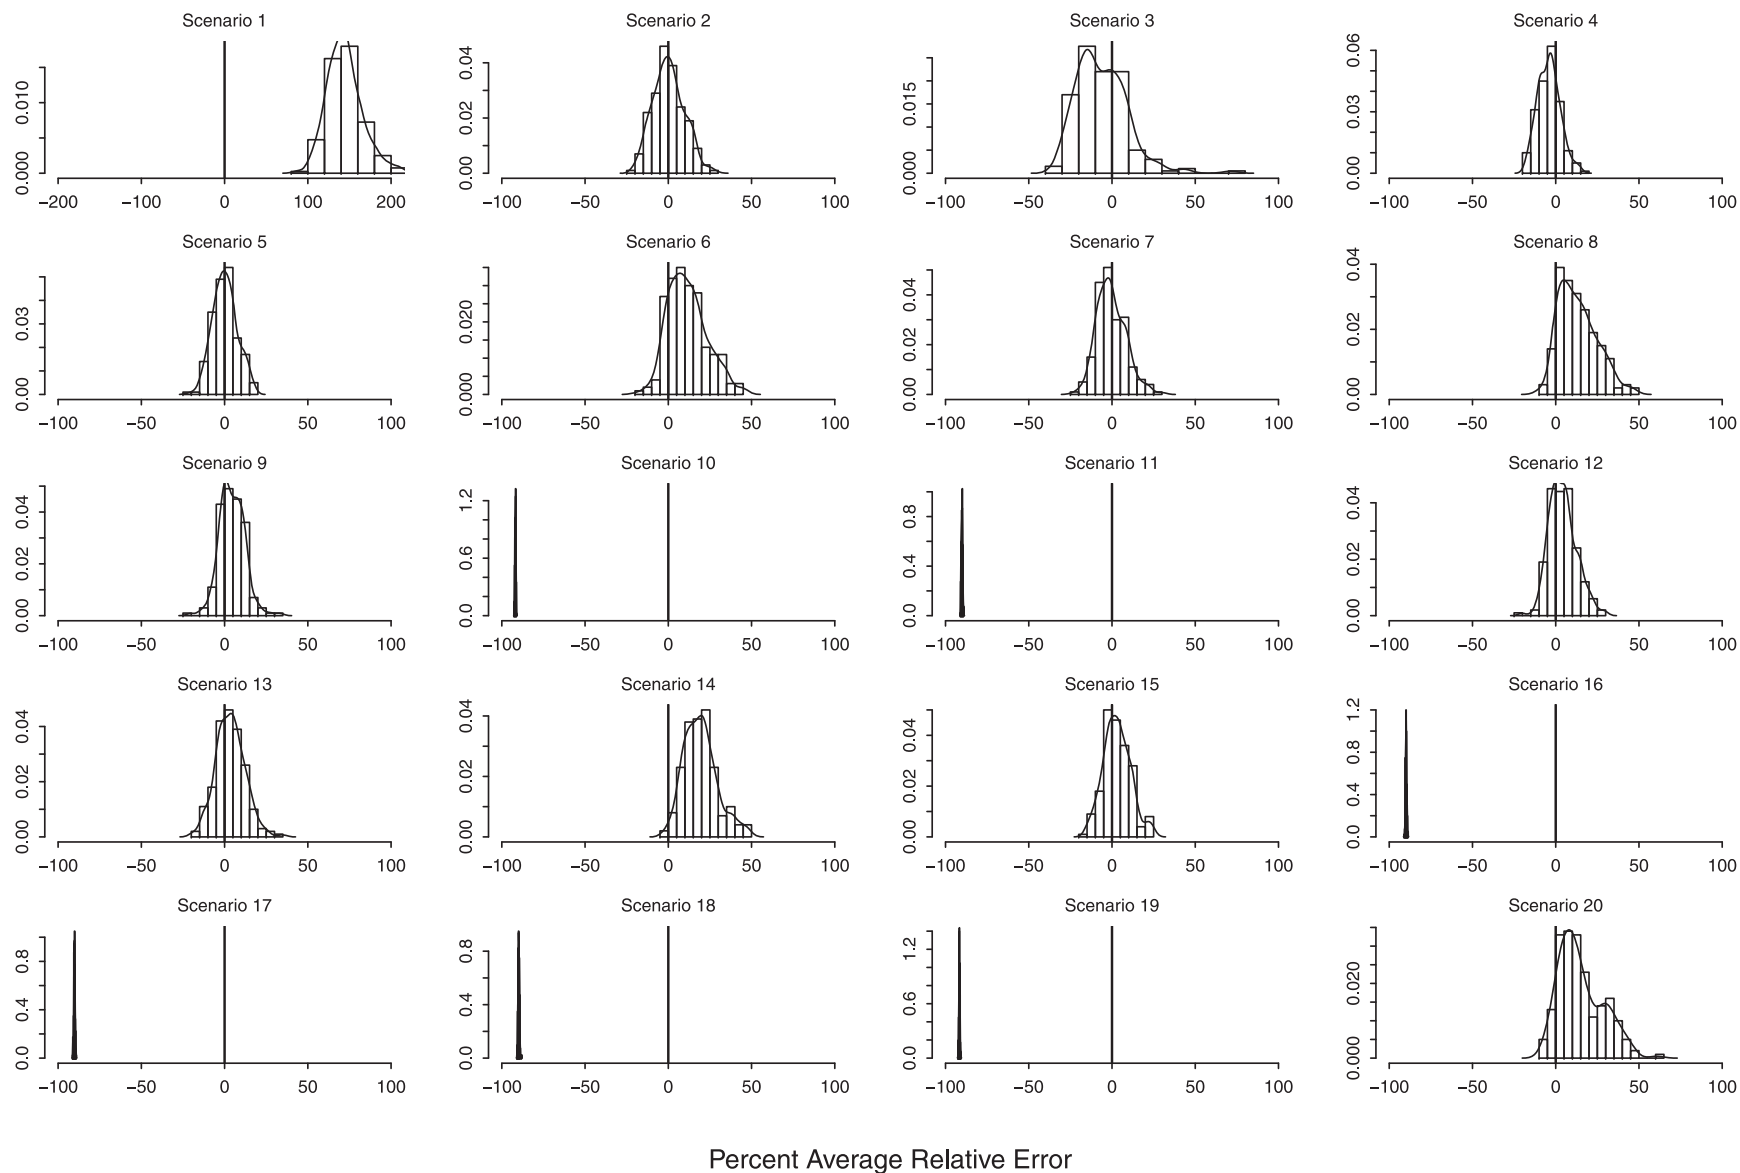 Scenario 1
Scenario 2
Scenario 3
Scenario 4
0.000 0.010
0.00 0.02 0.04
0.000 0.015
0.00 0.03 0.06
−200 −100 0 100 200
−100 −50 0 50 100
−100 −50 0 50 100
−100 −50 0 50 100
Scenario 5
Scenario 6
Scenario 7
Scenario 8
0.00 0.03
0.000 0.020
0.00 0.02 0.04
0.00 0.02 0.04
−100 −50 0 50 100
−100 −50 0 50 100
−100 −50 0 50 100
−100 −50 0 50 100
Scenario 9
Scenario 10
Scenario 11
Scenario 12
0.00 0.02 0.04
0.0 0.6 1.2
0.0 0.4 0.8
0.00 0.02 0.04
−100 −50 0 50 100
−100 −50 0 50 100
−100 −50 0 50 100
−100 −50 0 50 100
Scenario 13
Scenario 14
Scenario 15
Scenario 16
0.00 0.02 0.04
0.00 0.02 0.04
0.00 0.02 0.04
0.0 0.4 0.8 1.2
−100 −50 0 50 100
−100 −50 0 50 100
−100 −50 0 50 100
−100 −50 0 50 100
Scenario 17
Scenario 18
Scenario 19
Scenario 20
0.0 0.4 0.8
0.0 0.4 0.8
0.0 0.6 1.2
0.000 0.020
−100 −50 0 50 100
−100 −50 0 50 100
−100 −50 0 50 100
−100 −50 0 50 100
Percent Average Relative Error